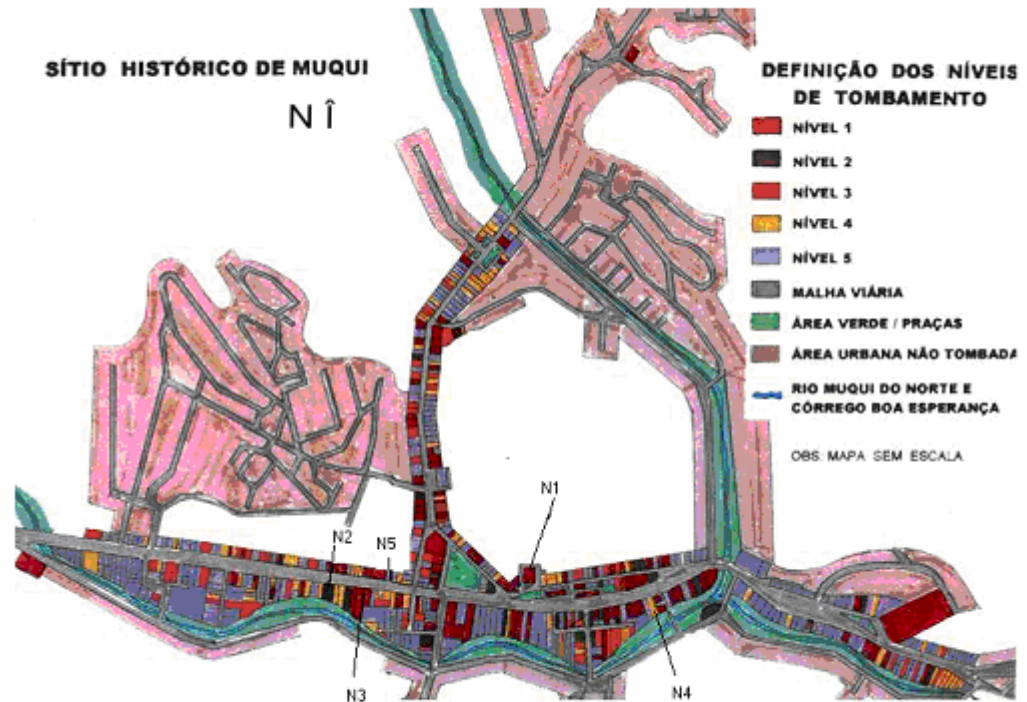 SÍTIO HISTÓRICO DE MUQUI
N Î
DEFINIÇÃO DOS NÍVEIS
DE TOMBAMENTO
NÍVEL 1
NÍVEL 2
NÍVEL 3
NÍVEL 4
NÍVEL 5
MALHA VIÁRIA
ÁREA VERDE / PRAÇAS
ÁREA URBANA NÃO TOMBADA
RIO MUQUI DO NORTE E
CÓRREGO BOA ESPERANÇA
OBS: MAPA SEM ESCALA
N1
N2
N5
N3
N4